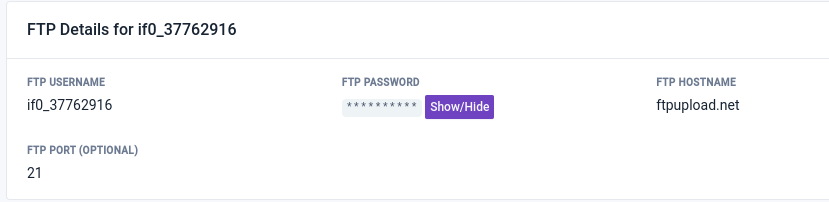 FTP Details for if0_37762916
FTP USERNAME
if0_37762916
FTP PASSWORD
********** Show/Hide
FTP HOSTNAME
ftpupload.net
FTP PORT (OPTIONAL)
21